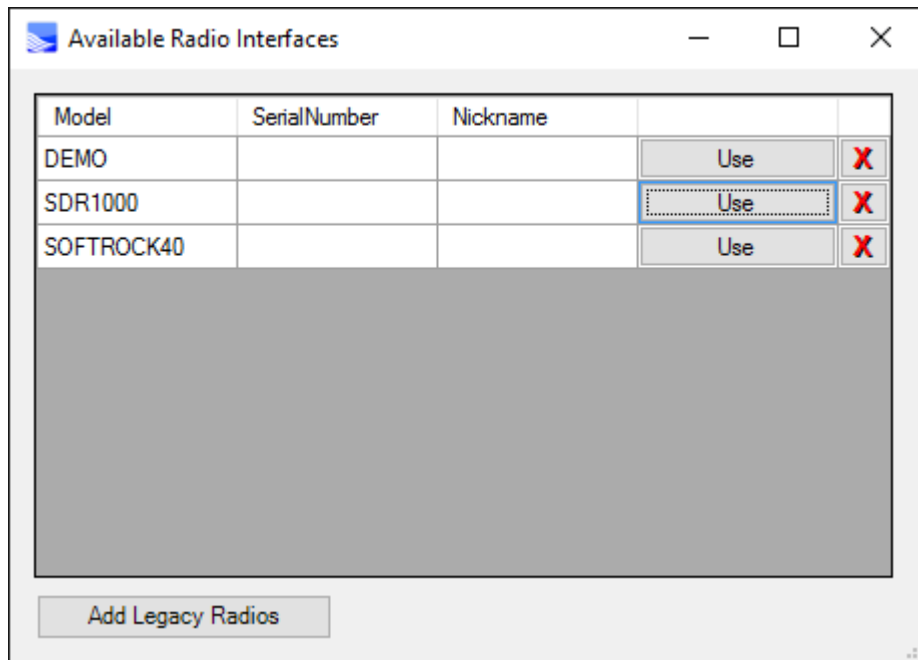 Available Radio Interfaces
Model SerialNumber Nickname
DEMO Use X
SDR1000 Use X
SOFTROCK40 Use X
Add Legacy Radios